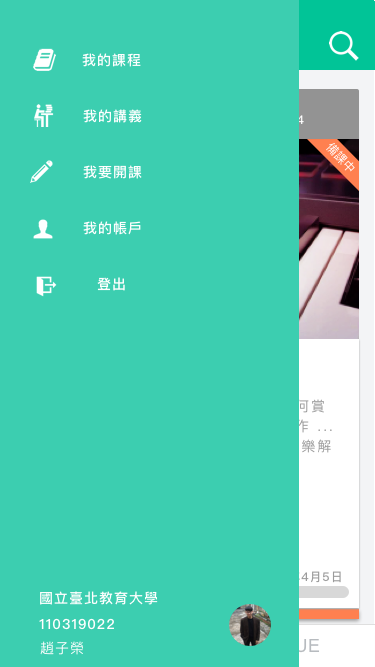 我的課程
我的講義
我要開課
我的帳戶
登出
國立臺北教育大學
110319022
趙子榮
4
備課中
可賞
作 ...
樂解
4月5日
UE